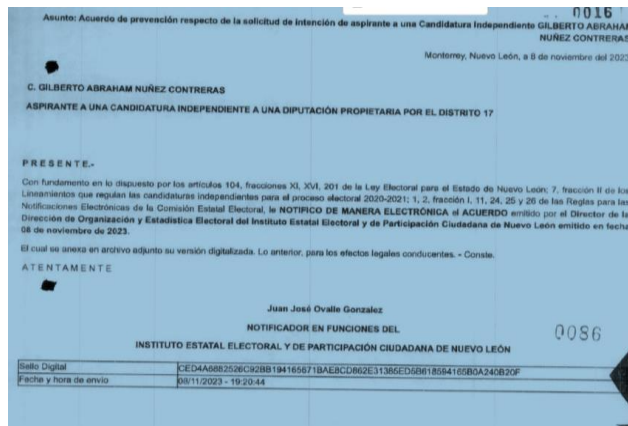 0016
Asunto: Acuerdo de prevención respecto de la solicitud de intención de aspirante a una Candidatura Independiente GILBERTO ABRAHAM
NUÑEZ CONTRERAS
Monterrey, Nuevo León, a 8 de noviembre del 2023
C. GILBERTO ABRAHAM NUÑEZ CONTRERAS
ASPIRANTE A UNA CANDIDATURA INDEPENDIENTE A UNA DIPUTACIÓN PROPIETARIA POR EL DISTRITO 17
PRESENTE.-
Con fundamento en lo dispuesto por los artículos 104, fracciones XI, XVI, 201 de la Ley Electoral para el Estado de Nuevo León; 7, fracción II de los
Lineamientos que regulan las candidaturas independientes para el proceso electoral 2020-2021; 1, 2, fracción I, 11, 24, 25 y 26 de las Reglas para las
Notificaciones Electrónicas de la Comisión Estatal Electoral, le NOTIFICO DE MANERA ELECTRÓNICA el ACUERDO emitido por el Director de la
Dirección de Organización y Estadística Electoral del Instituto Estatal Electoral y de Participación Ciudadana de Nuevo León emitido en fecha
08 de noviembre de 2023.
El cual se anexa en archivo adjunto su versión digitalizada. Lo anterior, para los efectos legales conducentes. - Conste.
ATENTAMENTE
Juan José Ovalle Gonzalez
NOTIFICADOR EN FUNCIONES DEL
0086
INSTITUTO ESTATAL ELECTORAL Y DE PARTICIPACIÓN CIUDADANA DE NUEVO LEÓN
Sello Digital CED4A6882526C92BB194165671BAE8CD862E31385ED5B618594165B0A240B20F
Fecha y hora de envío 08/11/2023 - 19:20:44